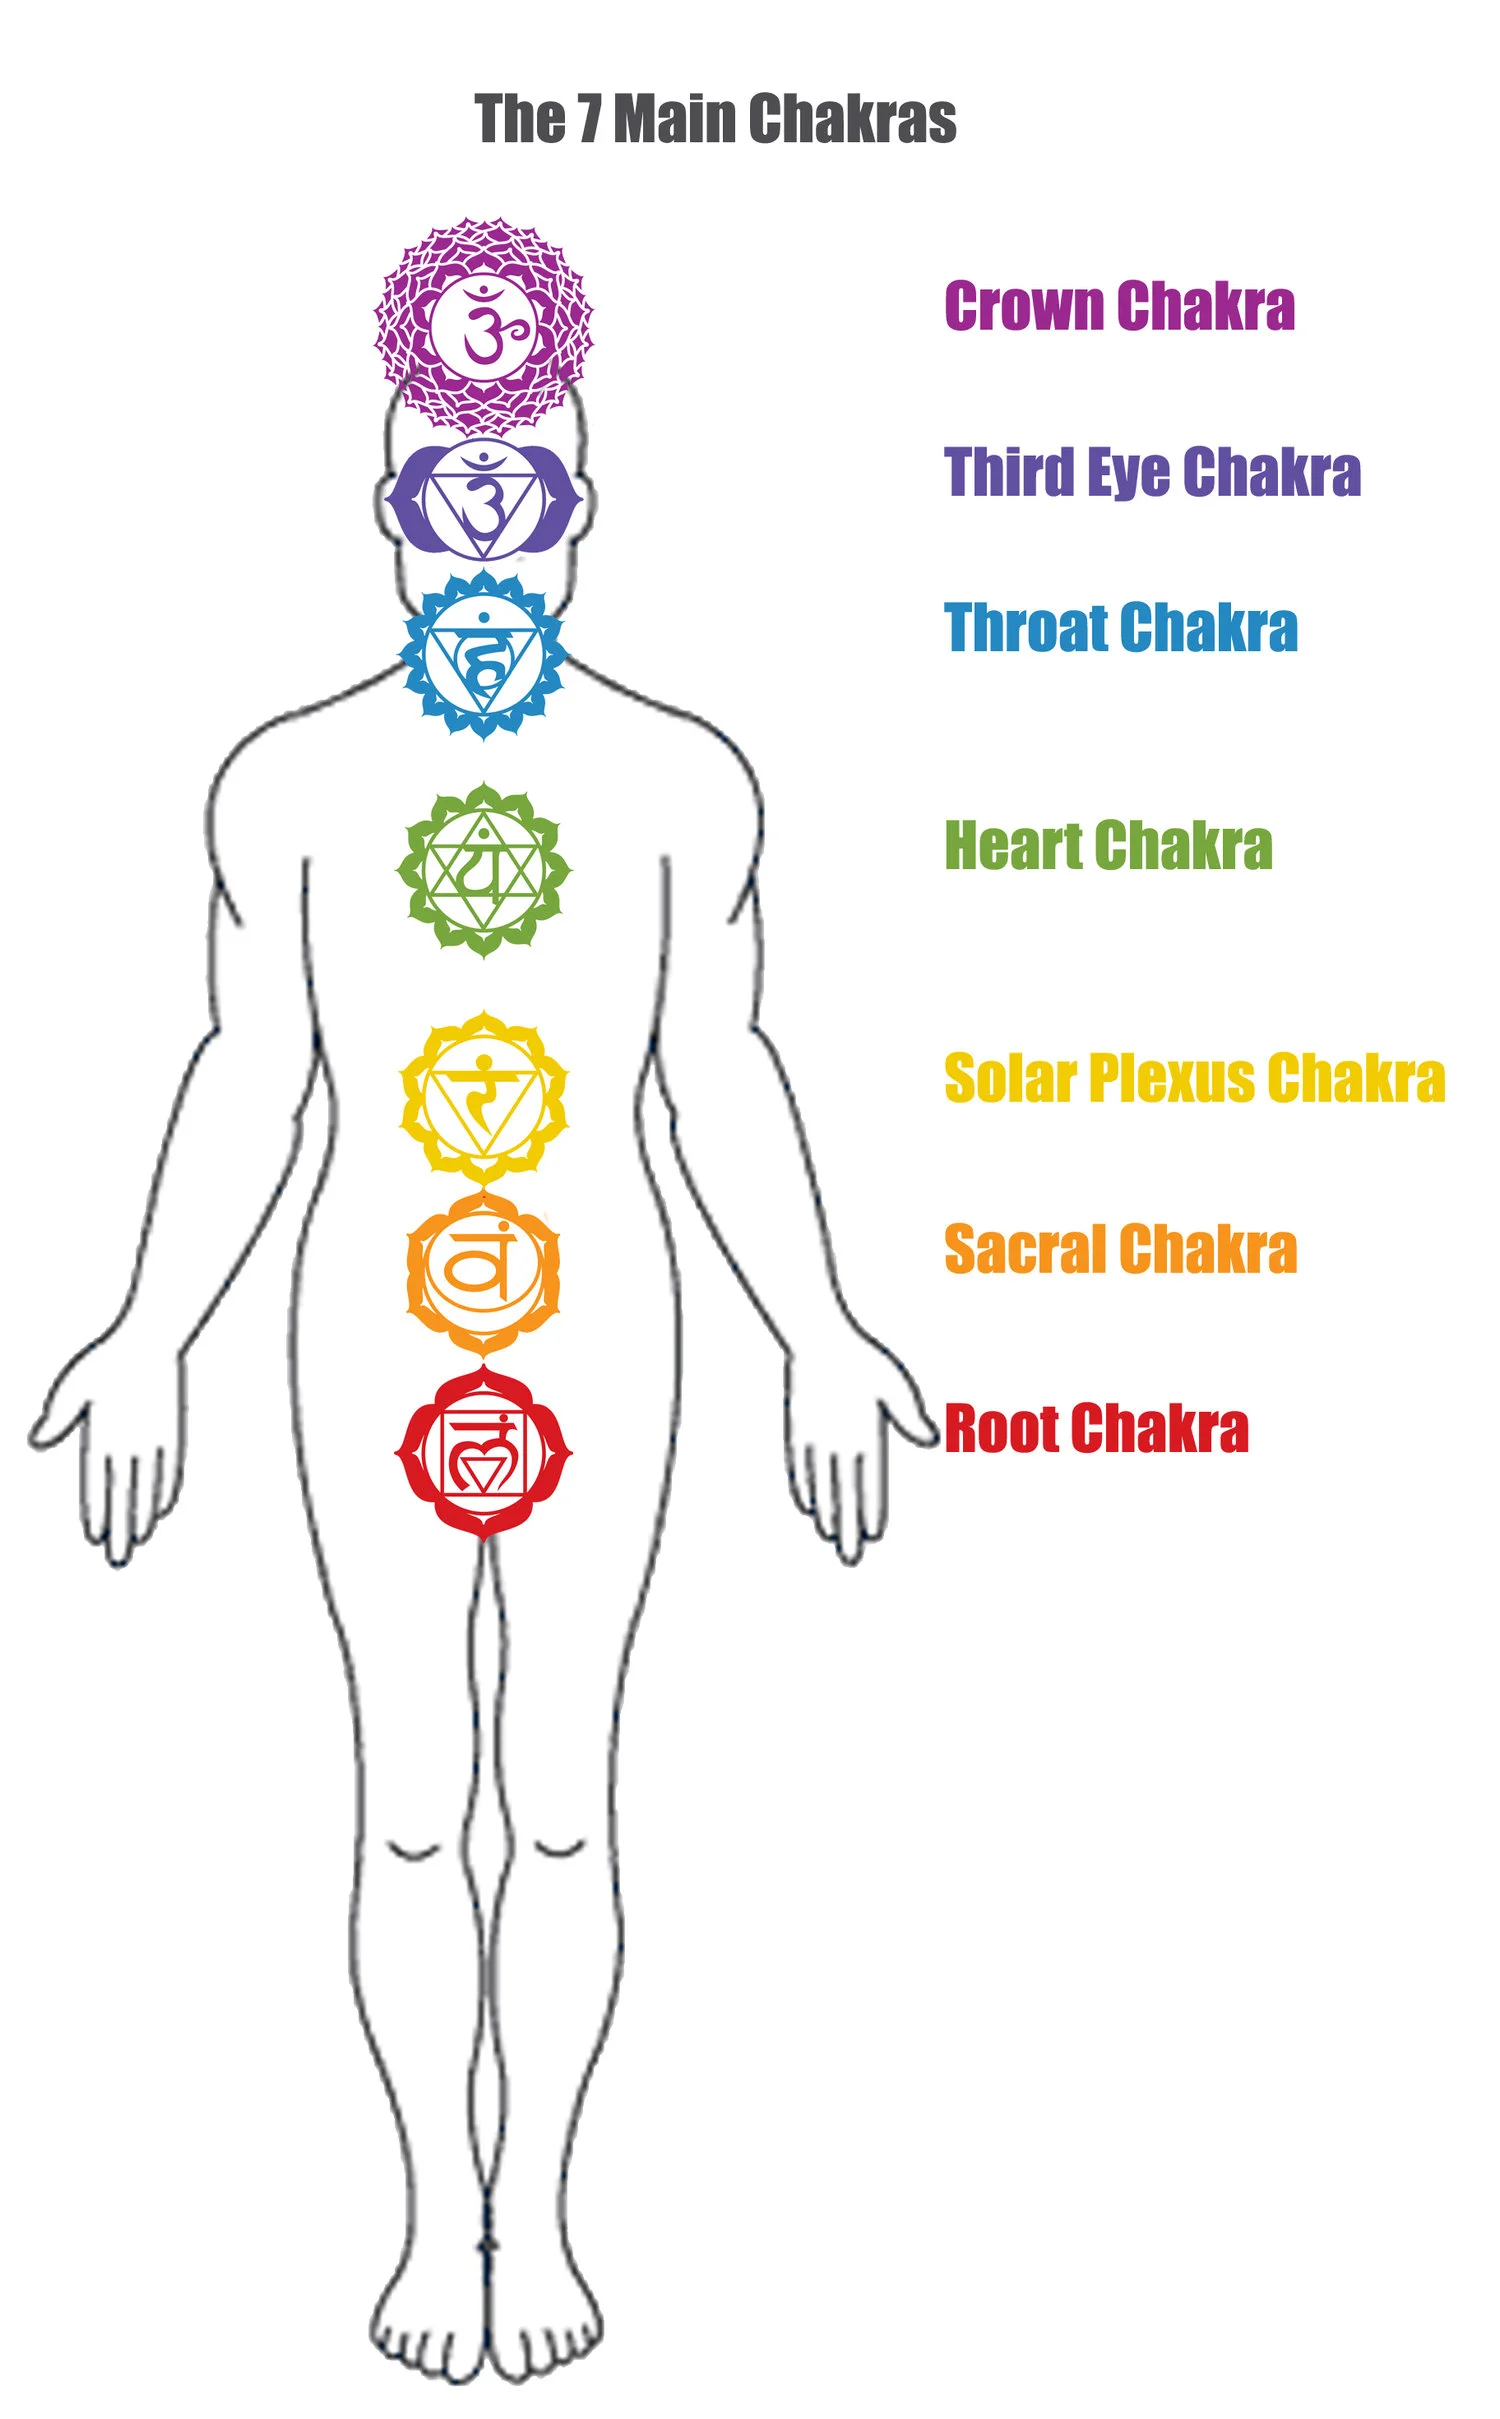 The 7 Main Chakras
ॐ
Crown Chakra
Third Eye Chakra
Throat Chakra
हं
Heart Chakra
यं
Solar Plexus Chakra
रं
Sacral Chakra
वं
Root Chakra
लं